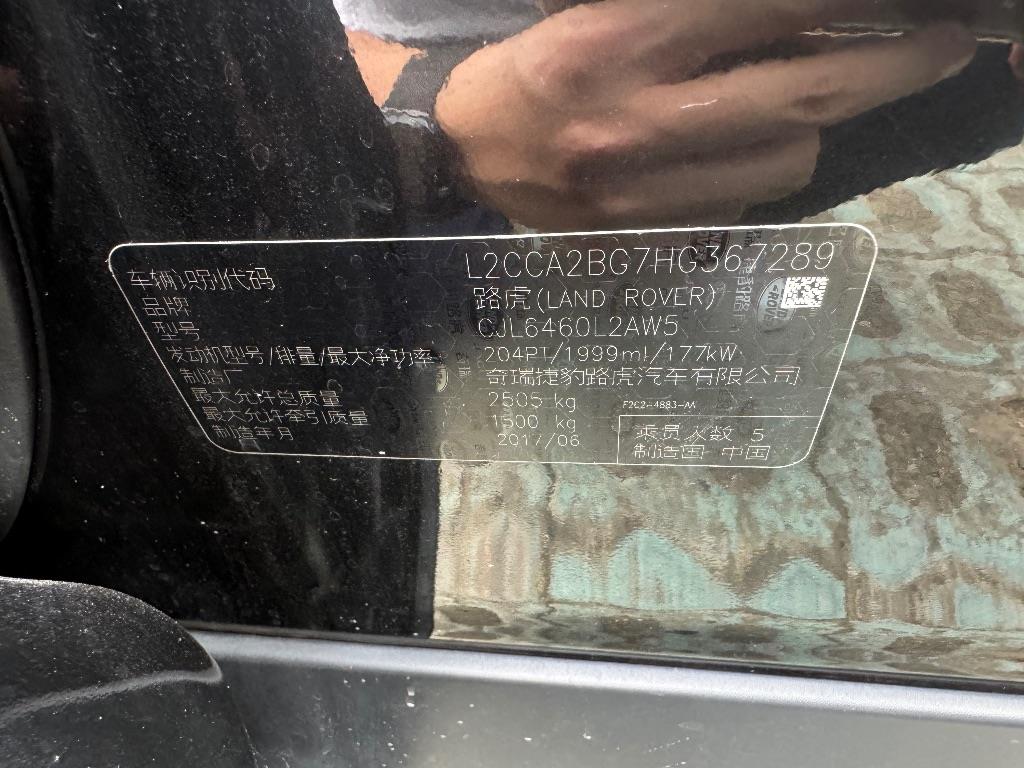 车辆识别代码 L2CCA2BG7HG367289
品牌 路虎(LAND ROVER)
型号 CJL6460L2AW5
发动机型号/排量/最大净功率 204PT/1999ml/177kW
制造厂 奇瑞捷豹路虎汽车有限公司
最大允许总质量 2505 kg
最大允许牵引质量 1500 kg
制造年月 2017/06
F2C2-4883-AA
乘员人数 5
制造国 中国